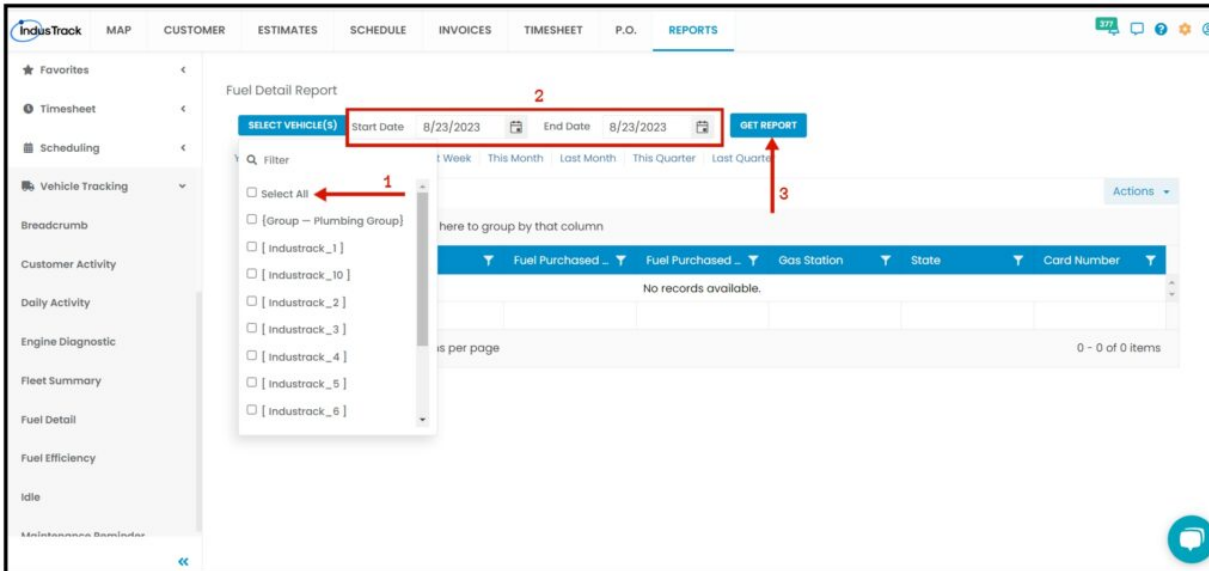 IndusTrack MAP CUSTOMER ESTIMATES SCHEDULE INVOICES TIMESHEET P.O. REPORTS 377
Favorites
Timesheet
Scheduling
Vehicle Tracking
Breadcrumb
Customer Activity
Daily Activity
Engine Diagnostic
Fleet Summary
Fuel Detail
Fuel Efficiency
Idle
Maintenance Reminder
Fuel Detail Report
2
SELECT VEHICLE(S) Start Date 8/23/2023 End Date 8/23/2023 GET REPORT
Week This Month Last Month This Quarter Last Quarter
Filter
1
3
Select All
{Group — Plumbing Group}
[ Industrack_1 ]
[ Industrack_10 ]
[ Industrack_2 ]
[ Industrack_3 ]
[ Industrack_4 ]
[ Industrack_5 ]
[ Industrack_6 ]
Actions
here to group by that column
Fuel Purchased ... Fuel Purchased ... Gas Station State Card Number
No records available.
per page 0 - 0 of 0 items